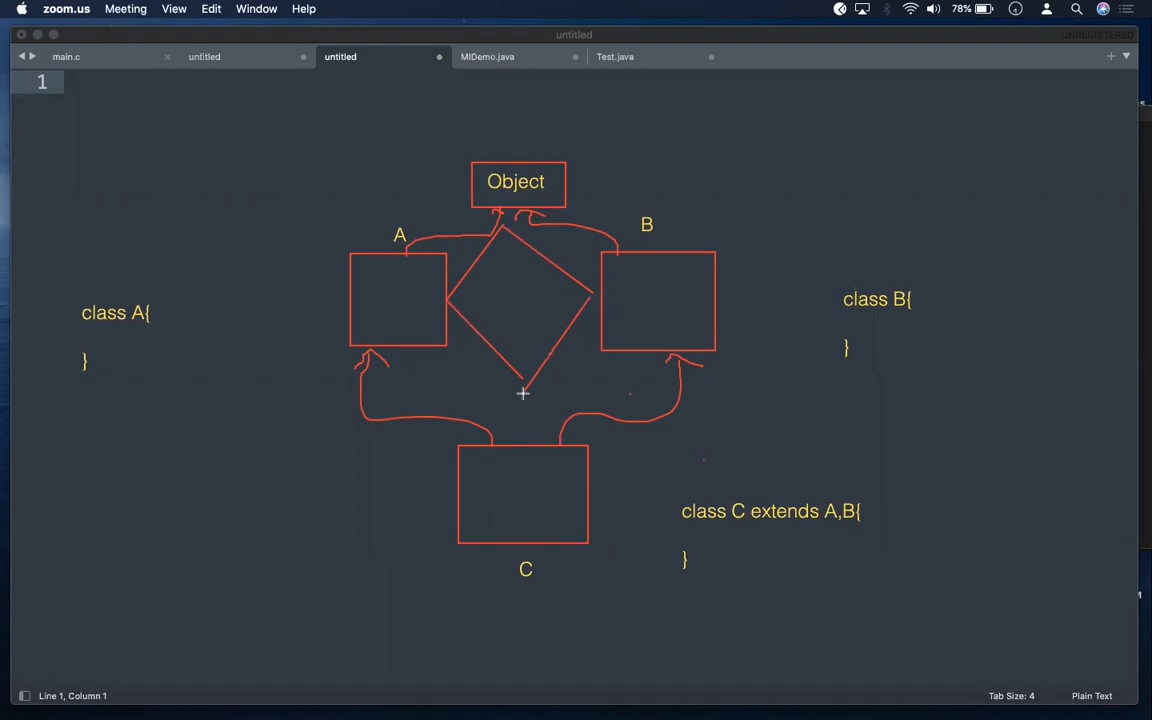 zoom.us Meeting View Edit Window Help 78%
untitled UNREGISTERED
main.c untitled untitled MIDemo.java Test.java
1
Object
A
B
class A{
}
class B{
}
class C extends A,B{
}
C
Line 1, Column 1 Tab Size: 4 Plain Text